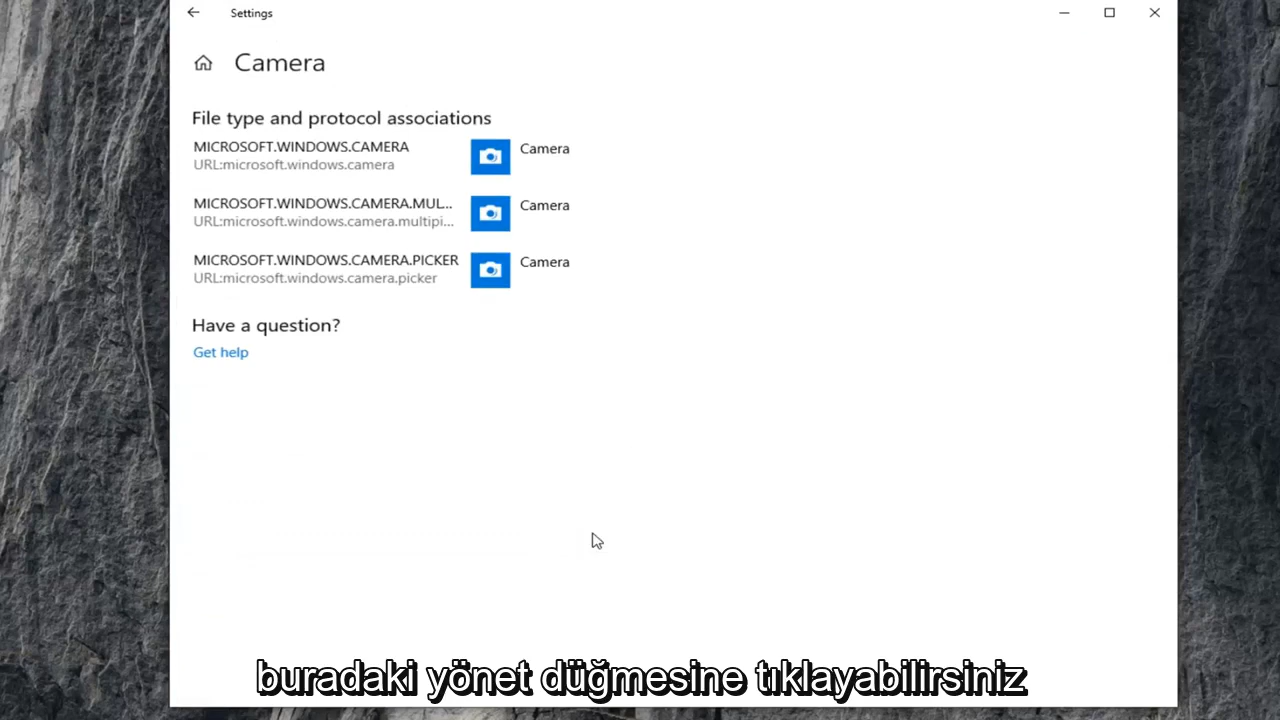 Settings
Camera
File type and protocol associations
MICROSOFT.WINDOWS.CAMERA
URL:microsoft.windows.camera
Camera
MICROSOFT.WINDOWS.CAMERA.MUL...
URL:microsoft.windows.camera.multipi...
Camera
MICROSOFT.WINDOWS.CAMERA.PICKER
URL:microsoft.windows.camera.picker
Camera
Have a question?
Get help
buradaki yönet düğmesine tıklayabilirsiniz